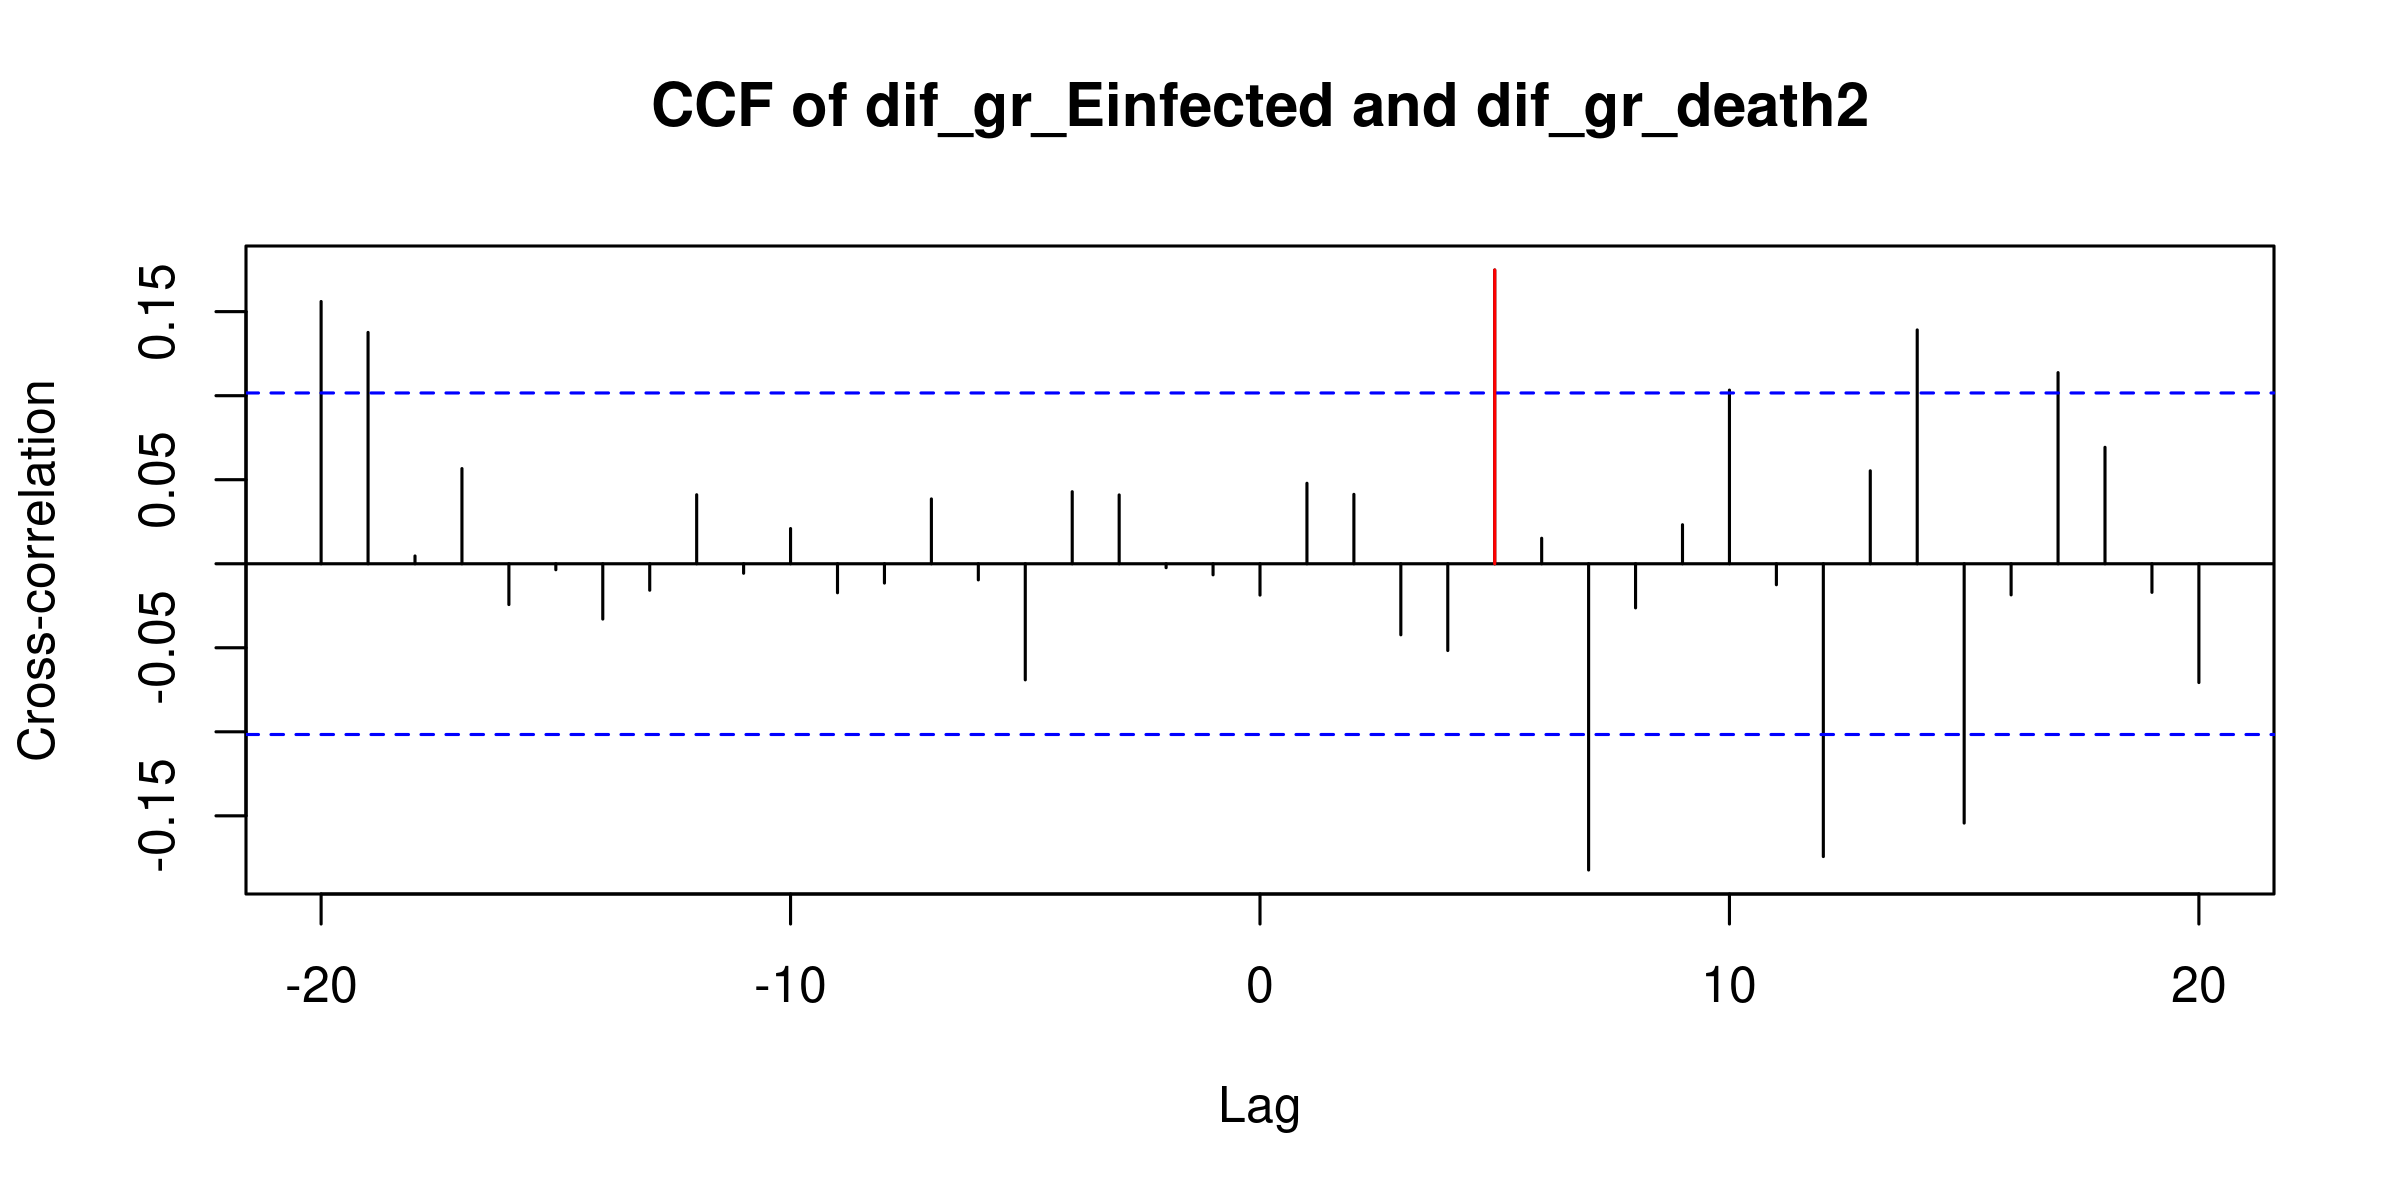 CCF of dif_gr_Einfected and dif_gr_death2
Cross-correlation
0.15
0.05
-0.05
-0.15
-20 -10 0 10 20
Lag